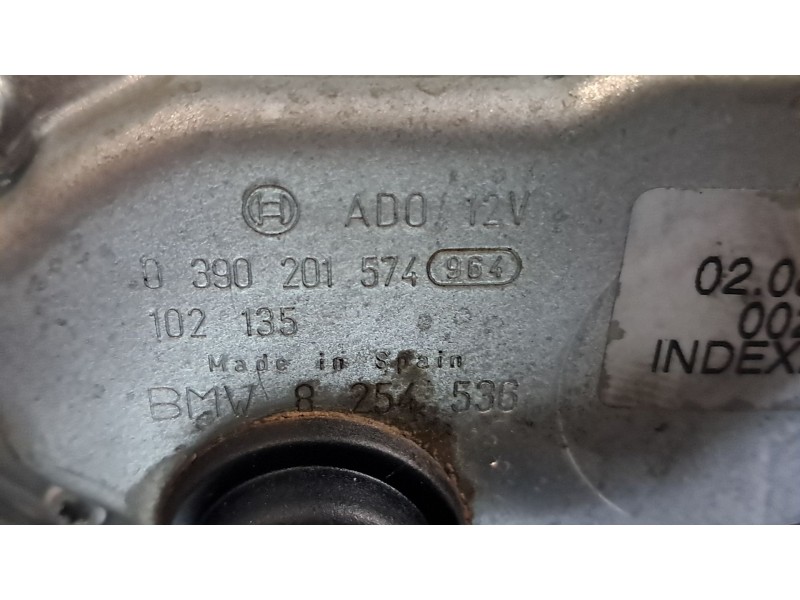 ADO/12V
0 390 201 574 964
102 135
Made in Spain
BMW 8 254 536
02.0
002
INDEX